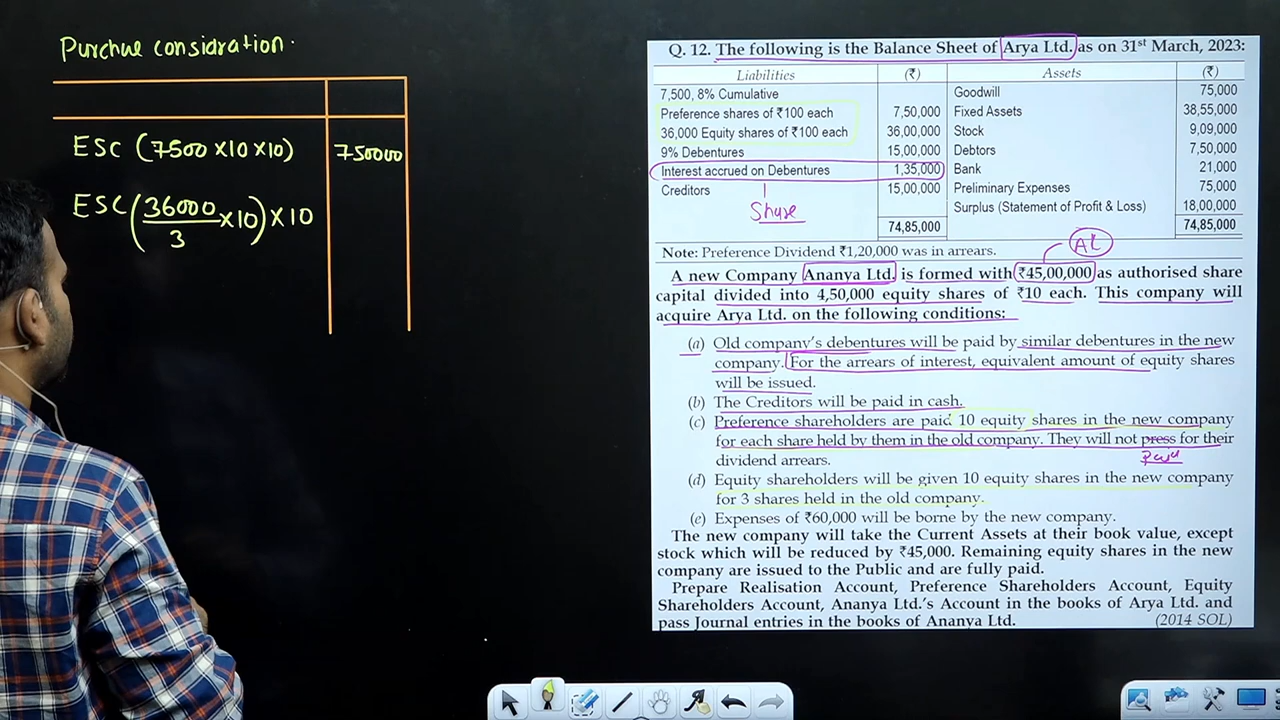 Purchue considration.
ESC (7500 ×10 ×10) 750000
ESC (36000/3 ×10) × 10
Q. 12. The following is the Balance Sheet of Arya Ltd. as on 31st March, 2023:
Liabilities (₹) Assets (₹)
7,500, 8% Cumulative Goodwill 75,000
Preference shares of ₹100 each 7,50,000 Fixed Assets 38,55,000
36,000 Equity shares of ₹100 each 36,00,000 Stock 9,09,000
9% Debentures 15,00,000 Debtors 7,50,000
Interest accrued on Debentures 1,35,000 Bank 21,000
Creditors 15,00,000 Preliminary Expenses 75,000
Share Surplus (Statement of Profit & Loss) 18,00,000
74,85,000 74,85,000
Note: Preference Dividend ₹1,20,000 was in arrears.
A new Company Ananya Ltd. is formed with ₹45,00,000 as authorised share
capital divided into 4,50,000 equity shares of ₹10 each. This company will
acquire Arya Ltd. on the following conditions:
(a) Old company's debentures will be paid by similar debentures in the new
company. For the arrears of interest, equivalent amount of equity shares
will be issued.
(b) The Creditors will be paid in cash.
(c) Preference shareholders are paid 10 equity shares in the new company
for each share held by them in the old company. They will not press for their
dividend arrears.
(d) Equity shareholders will be given 10 equity shares in the new company
for 3 shares held in the old company.
(e) Expenses of ₹60,000 will be borne by the new company.
The new company will take the Current Assets at their book value, except
stock which will be reduced by ₹45,000. Remaining equity shares in the new
company are issued to the Public and are fully paid.
Prepare Realisation Account, Preference Shareholders Account, Equity
Shareholders Account, Ananya Ltd.'s Account in the books of Arya Ltd. and
pass Journal entries in the books of Ananya Ltd. (2014 SOL)